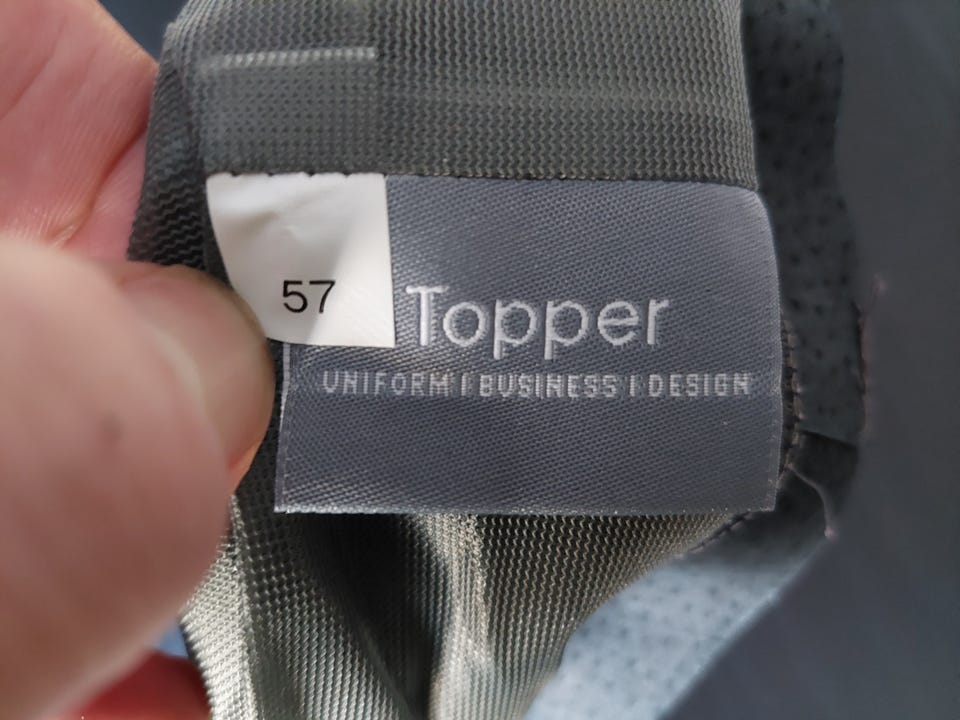 57
Topper
UNIFORM | BUSINESS | DESIGN